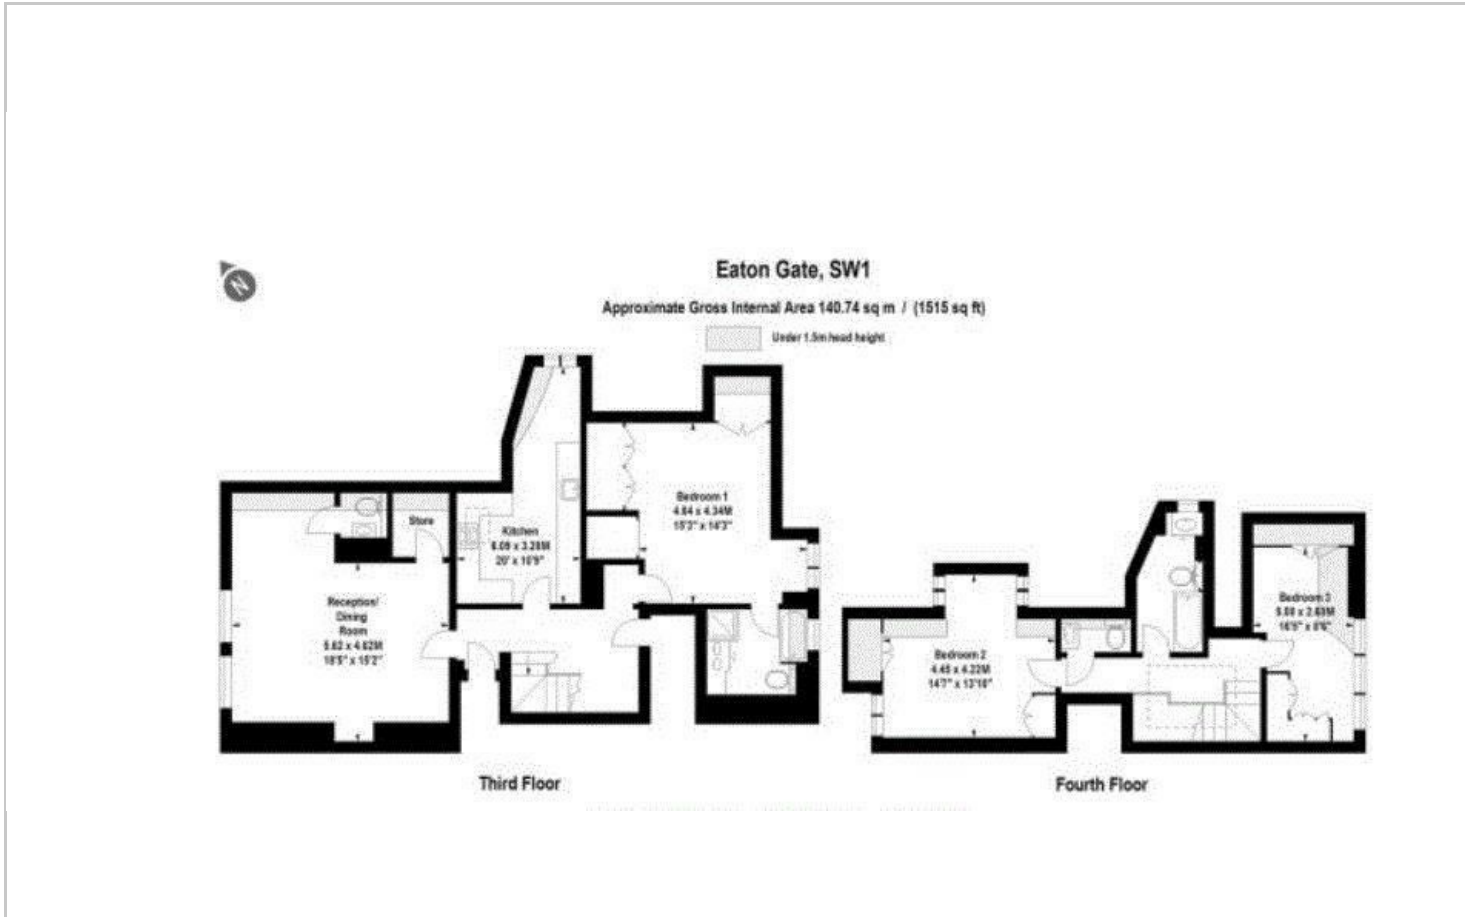 N
Eaton Gate, SW1
Approximate Gross Internal Area 140.74 sq m / (1515 sq ft)
Under 1.5m head height
Bedroom 1
4.64 x 4.34M
15'3" x 14'3"
Store
Kitchen
6.09 x 3.28M
20' x 10'9"
Reception/
Dining
Room
5.62 x 4.62M
18'5" x 15'2"
Bedroom 3
5.00 x 2.60M
16'5" x 8'6"
Bedroom 2
4.45 x 4.22M
14'7" x 13'10"
Third Floor
Fourth Floor